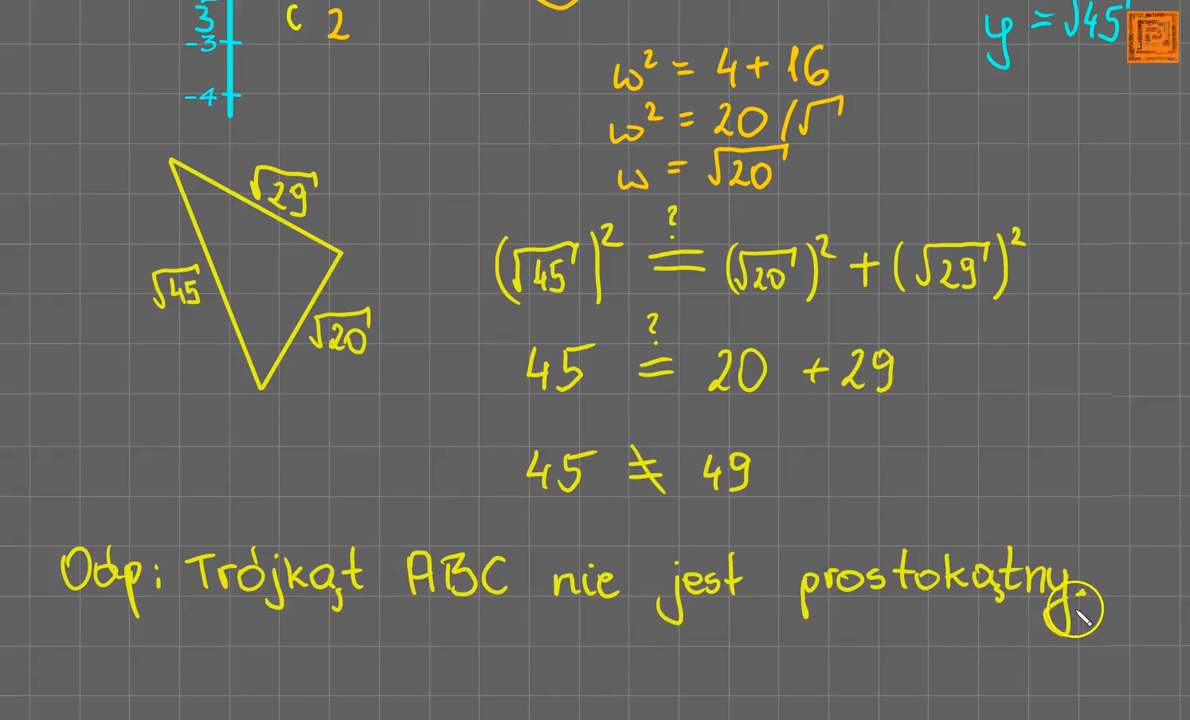 3
-3
-4
C 2
y = √45
w² = 4 + 16
w² = 20 /√
w = √20
√29
√45
√20
(√45)² ?= (√20)² + (√29)²
45 ?= 20 + 29
45 ≠ 49
Odp: Trójkąt ABC nie jest prostokątny.